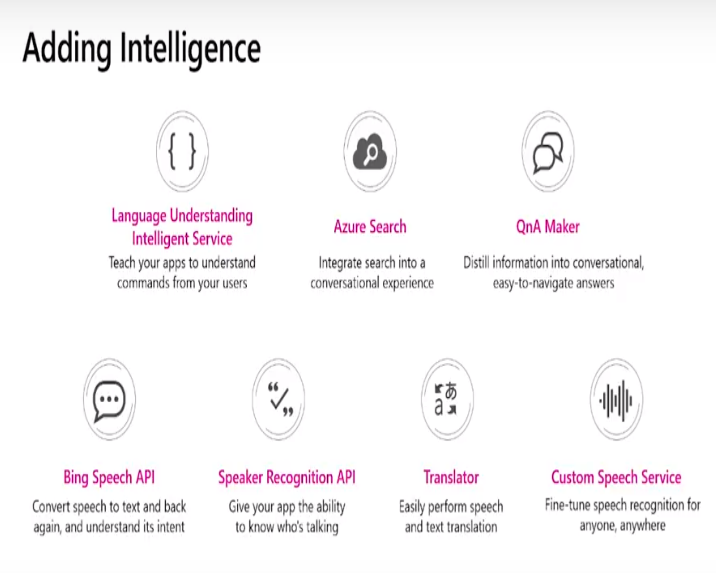 Adding Intelligence
Language Understanding
Intelligent Service
Teach your apps to understand
commands from your users
Azure Search
Integrate search into a
conversational experience
QnA Maker
Distill information into conversational,
easy-to-navigate answers
Bing Speech API
Convert speech to text and back
again, and understand its intent
Speaker Recognition API
Give your app the ability
to know who's talking
Translator
Easily perform speech
and text translation
Custom Speech Service
Fine-tune speech recognition for
anyone, anywhere